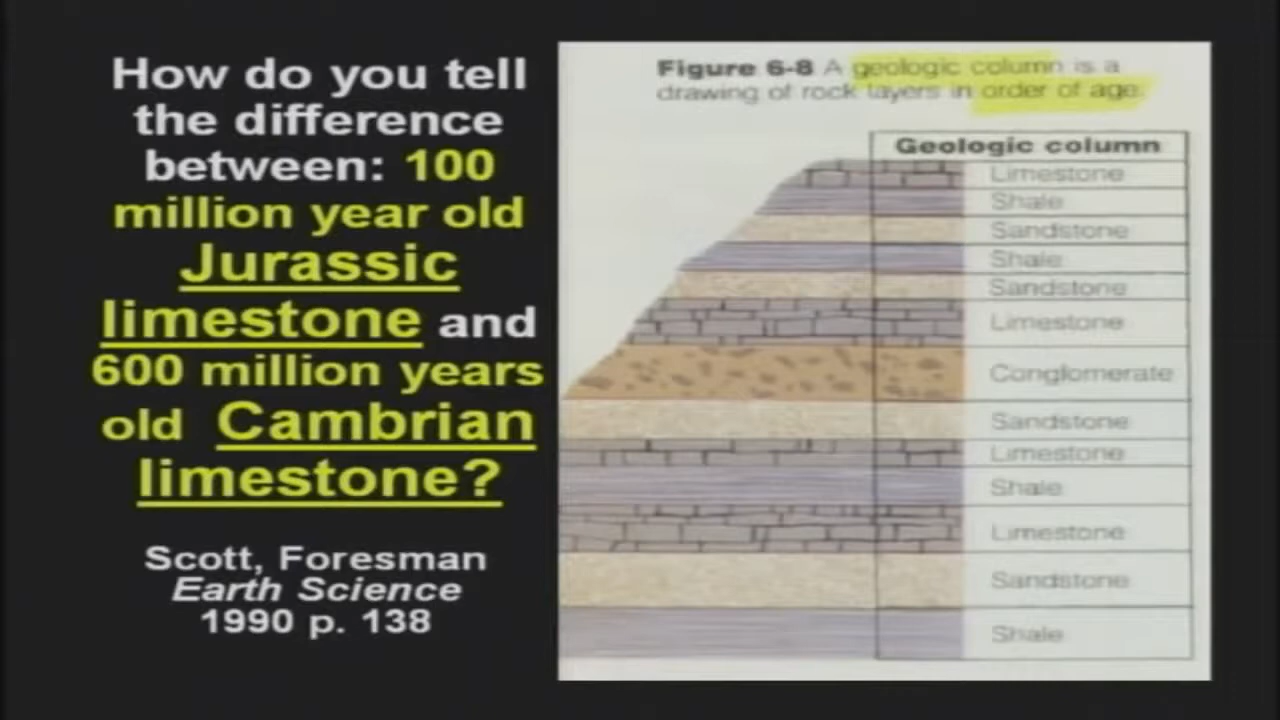 How do you tell
the difference
between: 100
million year old
Jurassic
limestone and
600 million years
old Cambrian
limestone?
Scott, Foresman
Earth Science
1990 p. 138
Figure 6-8 A geologic column is a
drawing of rock layers in order of age.
Geologic column
Limestone
Shale
Sandstone
Shale
Sandstone
Limestone
Conglomerate
Sandstone
Limestone
Shale
Limestone
Sandstone
Shale